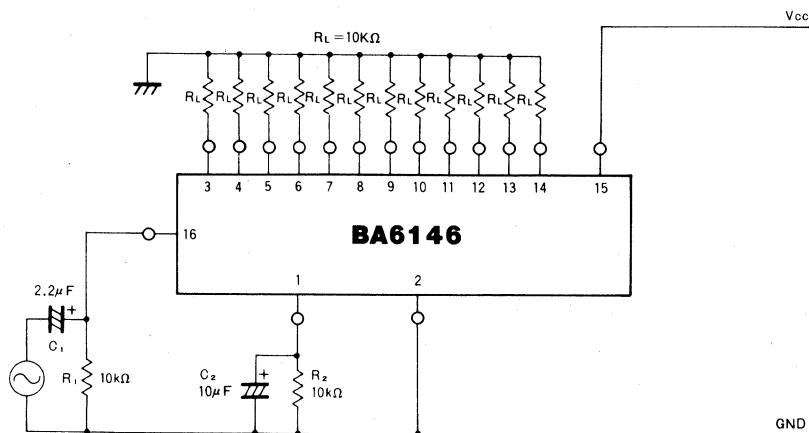 Vcc
RL=10KΩ
RL RL RL RL RL RL RL RL RL RL RL RL
3 4 5 6 7 8 9 10 11 12 13 14 15
16
BA6146
1 2
2.2μF
+
C1
R1 10kΩ
C2
10μF
+
R2
10kΩ
GND